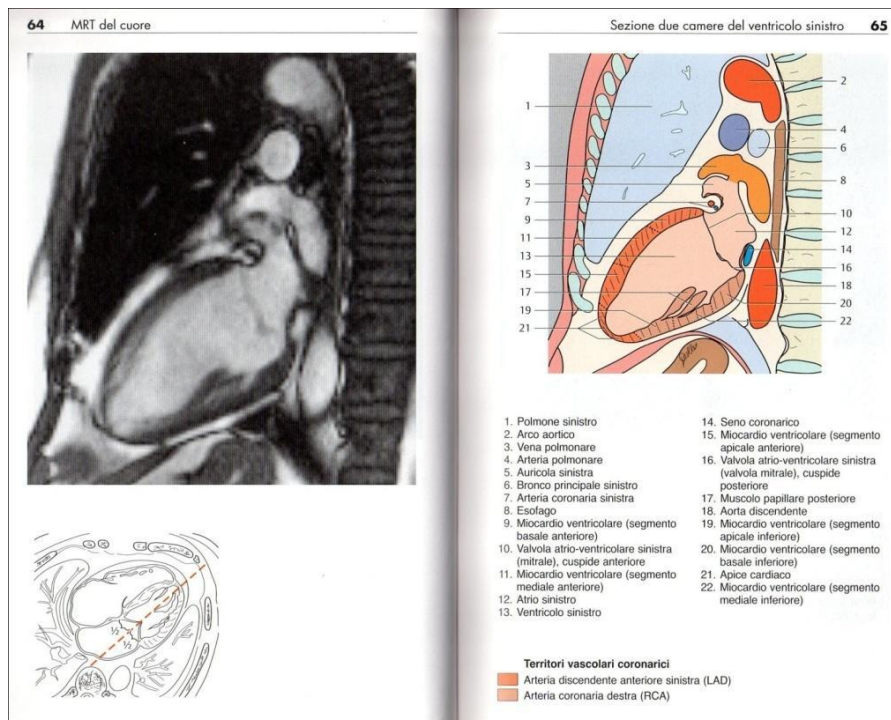 64 MRT del cuore
Sezione due camere del ventricolo sinistro 65
1
3
5
7
9
11
13
15
17
19
21
2
4
6
8
10
12
14
16
18
20
22
1. Polmone sinistro
2. Arco aortico
3. Vena polmonare
4. Arteria polmonare
5. Auricola sinistra
6. Bronco principale sinistro
7. Arteria coronaria sinistra
8. Esofago
9. Miocardio ventricolare (segmento
basale anteriore)
10. Valvola atrio-ventricolare sinistra
(mitrale), cuspide anteriore
11. Miocardio ventricolare (segmento
mediale anteriore)
12. Atrio sinistro
13. Ventricolo sinistro
14. Seno coronarico
15. Miocardio ventricolare (segmento
apicale anteriore)
16. Valvola atrio-ventricolare sinistra
(valvola mitrale), cuspide
posteriore
17. Muscolo papillare posteriore
18. Aorta discendente
19. Miocardio ventricolare (segmento
apicale inferiore)
20. Miocardio ventricolare (segmento
basale inferiore)
21. Apice cardiaco
22. Miocardio ventricolare (segmento
mediale inferiore)
Territori vascolari coronarici
Arteria discendente anteriore sinistra (LAD)
Arteria coronaria destra (RCA)
1/2
1/2